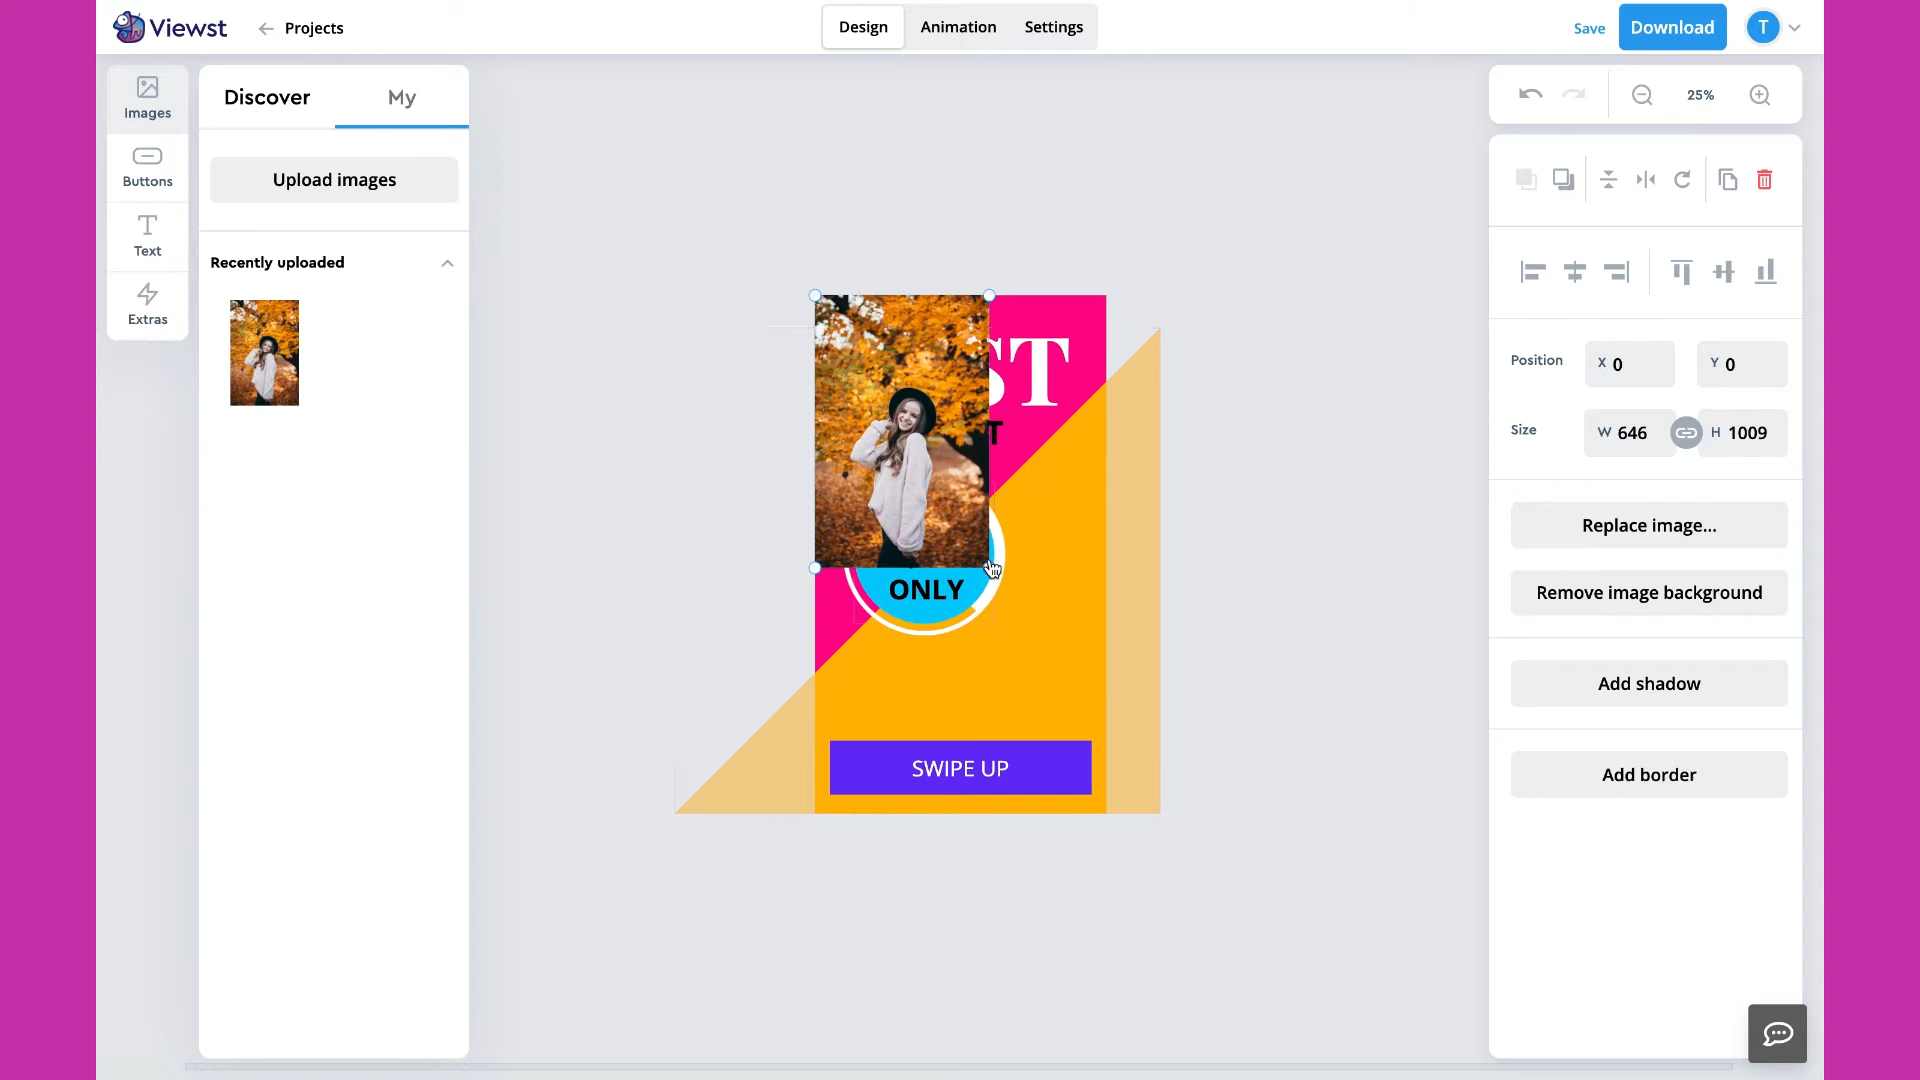 Viewst
Projects
Design
Animation
Settings
Save
Download
T
Images
Buttons
Text
Extras
Discover
My
Upload images
Recently uploaded
ST
T
ONLY
SWIPE UP
25%
Position
X 0
Y 0
Size
W 646
H 1009
Replace image...
Remove image background
Add shadow
Add border